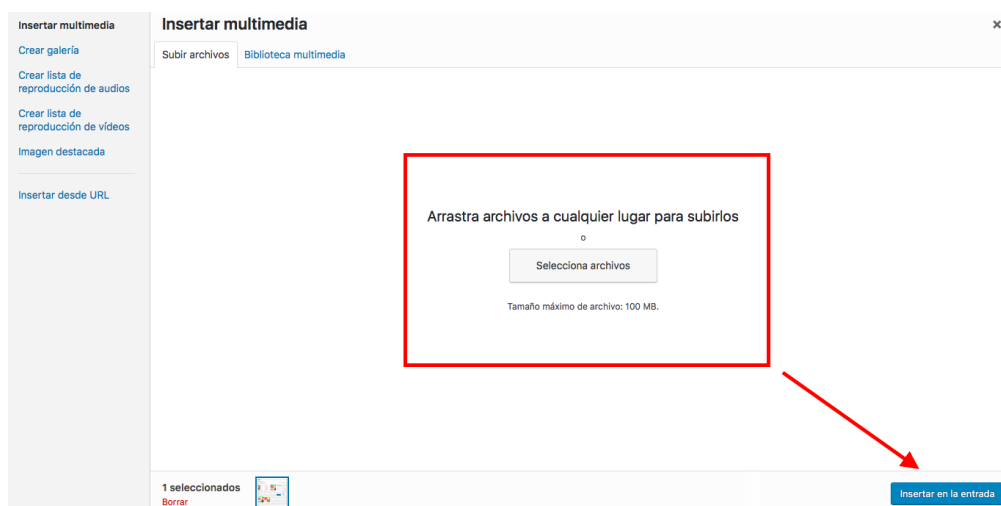 Insertar multimedia
Crear galería
Crear lista de
reproducción de audios
Crear lista de
reproducción de vídeos
Imagen destacada
Insertar desde URL
Insertar multimedia
×
Subir archivos
Biblioteca multimedia
Arrastra archivos a cualquier lugar para subirlos
o
Selecciona archivos
Tamaño máximo de archivo: 100 MB.
1 seleccionados
Borrar
Insertar en la entrada